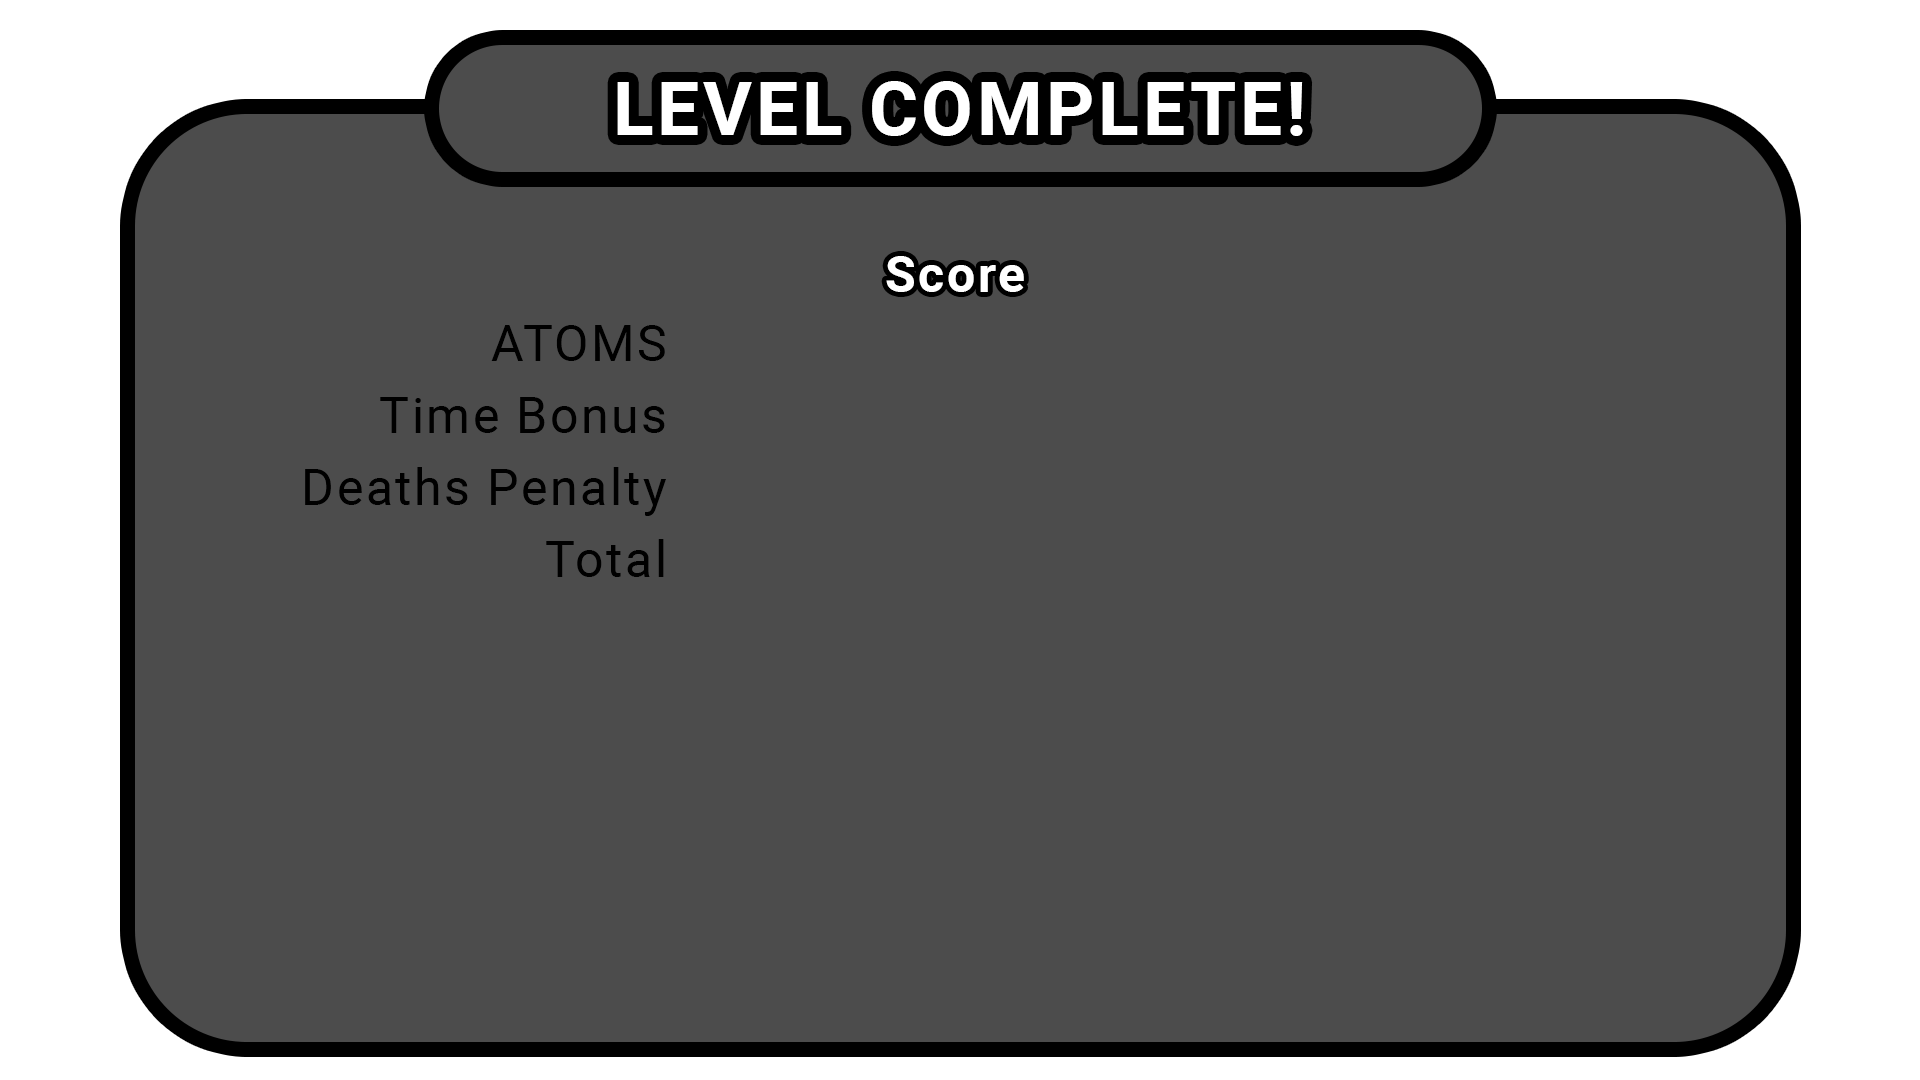 LEVEL COMPLETE!
Score
ATOMS
Time Bonus
Deaths Penalty
Total